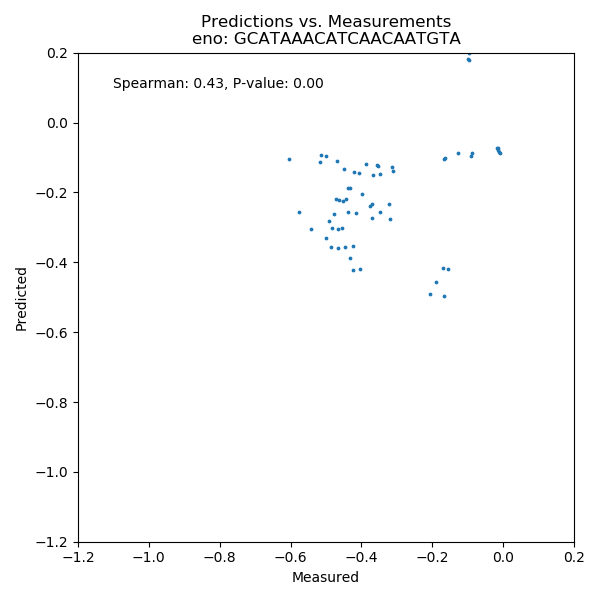 Predictions vs. Measurements
eno: GCATAAACATCAACAATGTA
Spearman: 0.43, P-value: 0.00
0.2
0.0
−0.2
−0.4
−0.6
−0.8
−1.0
−1.2
Predicted
−1.2 −1.0 −0.8 −0.6 −0.4 −0.2 0.0 0.2
Measured